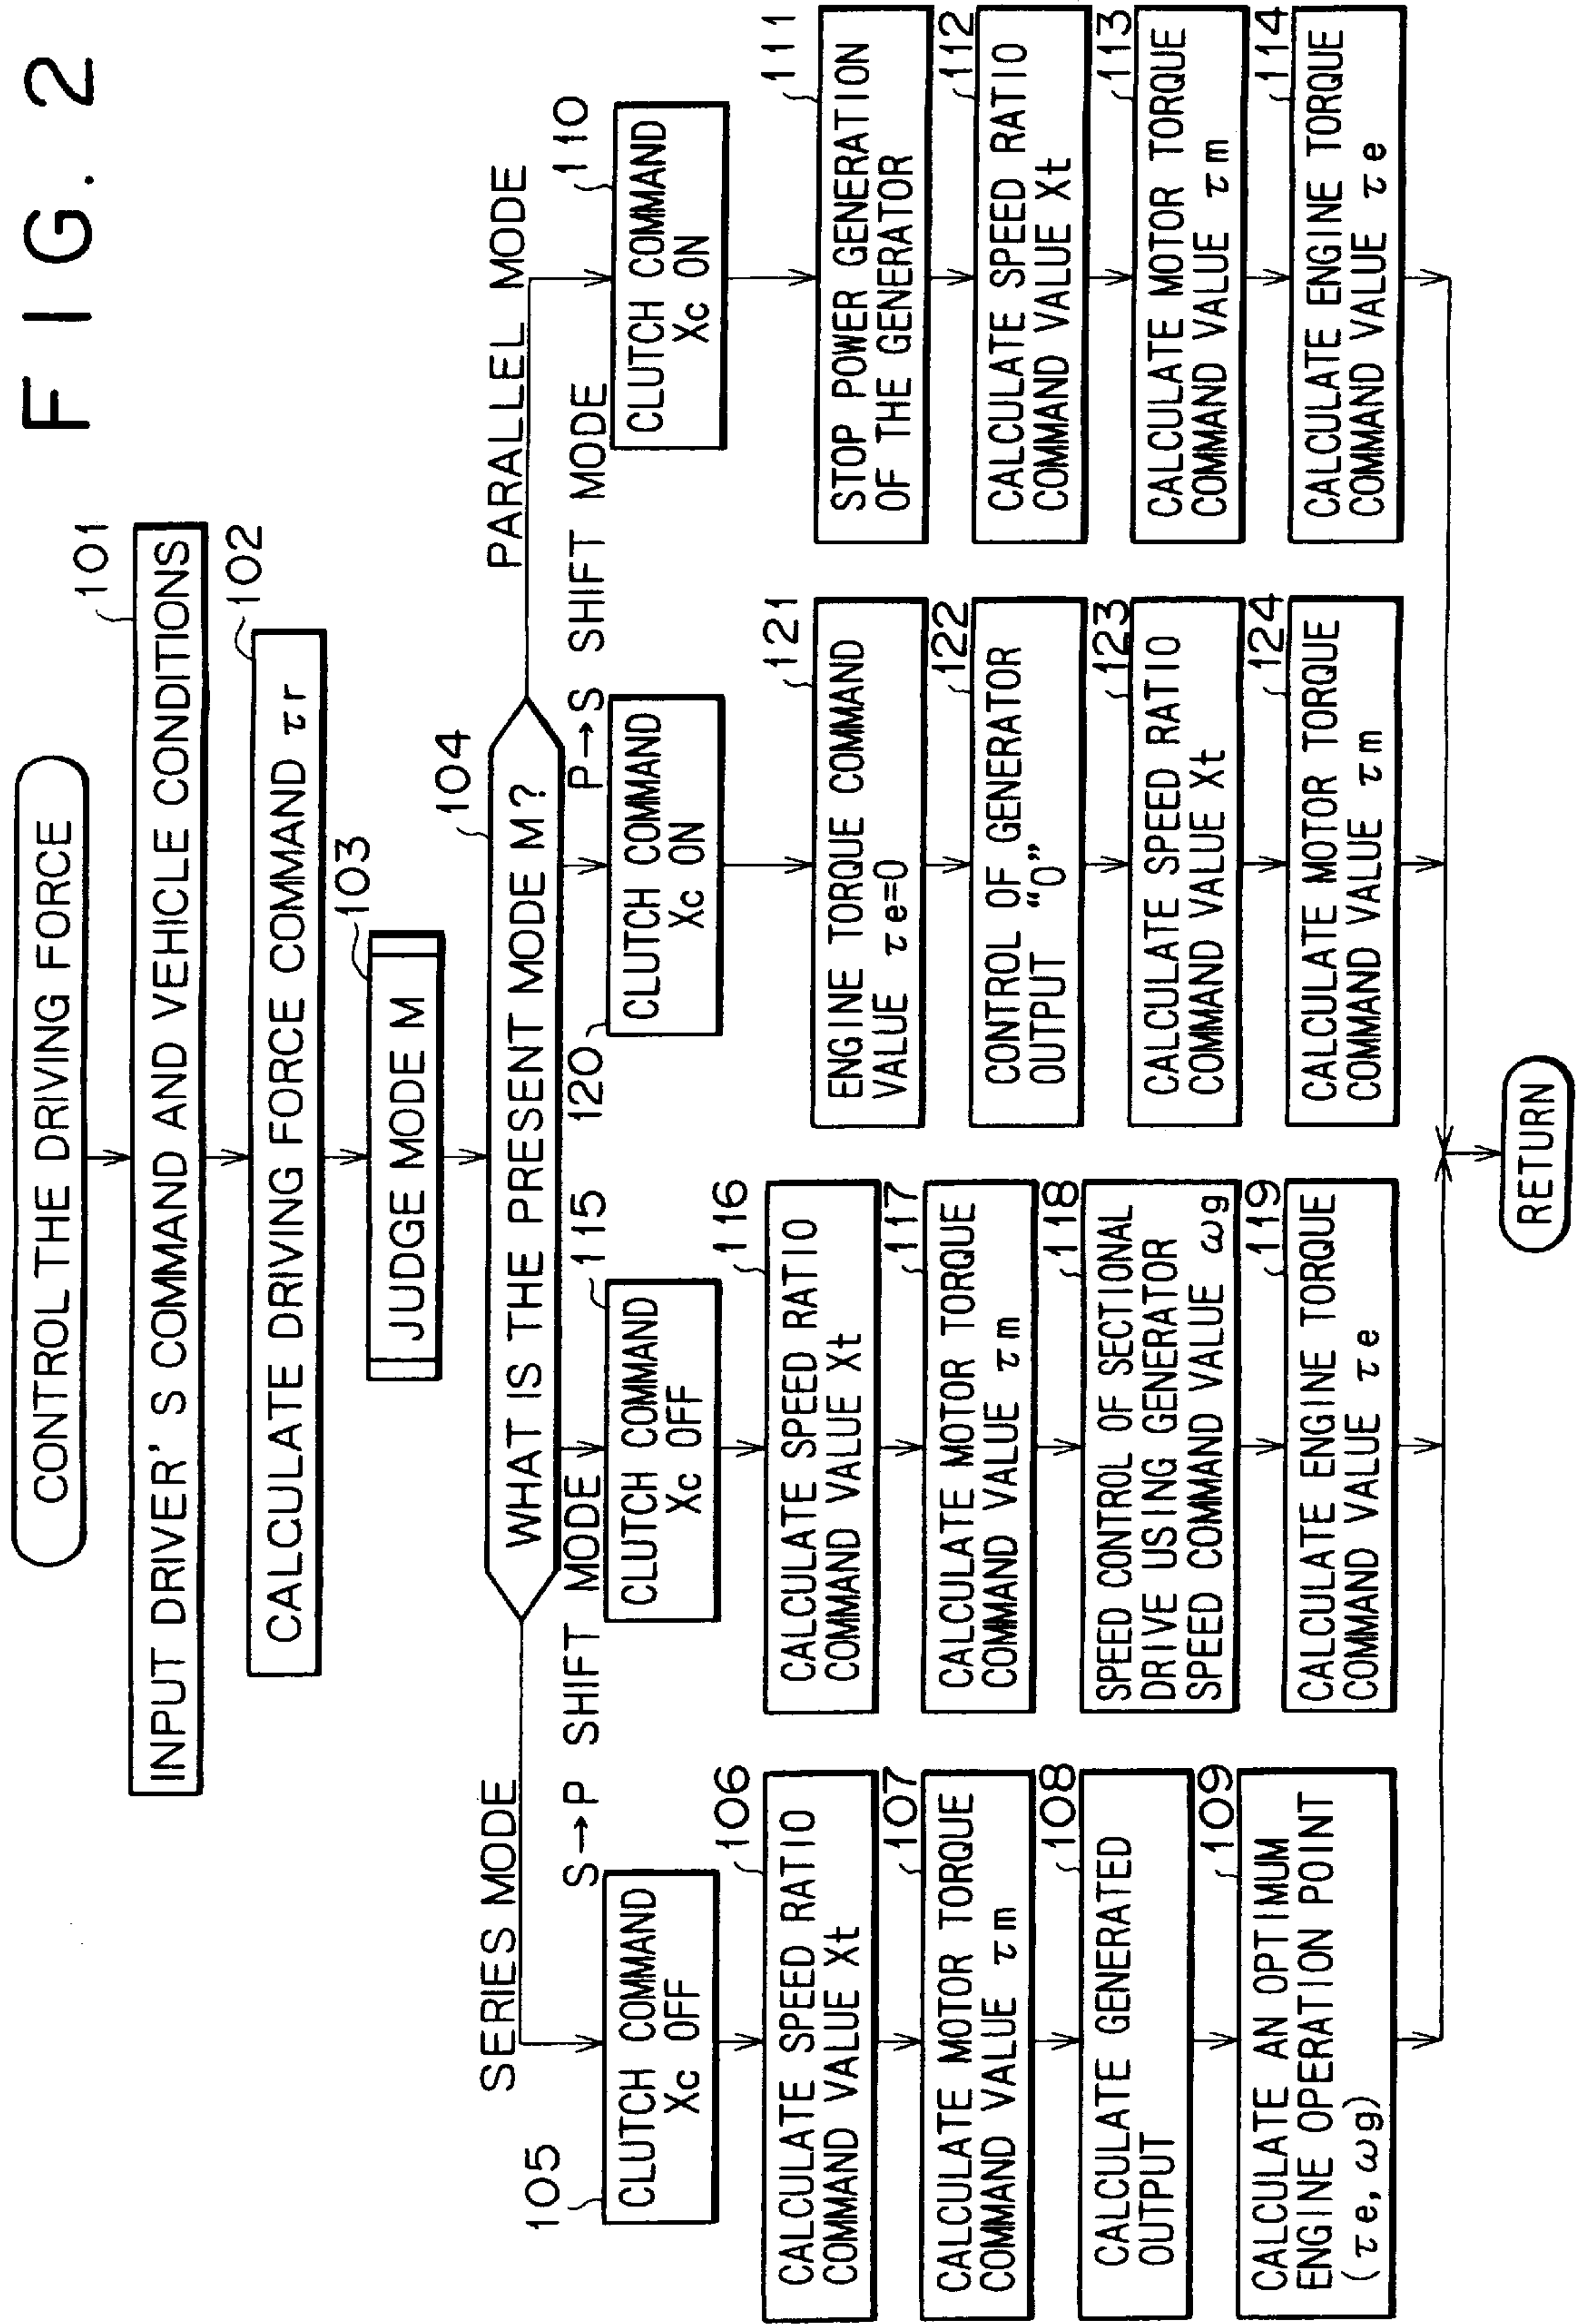 FIG. 2
CONTROL THE DRIVING FORCE
101
INPUT DRIVER'S COMMAND AND VEHICLE CONDITIONS
102
CALCULATE DRIVING FORCE COMMAND τr
103
JUDGE MODE M
104
WHAT IS THE PRESENT MODE M?
SERIES MODE
105
CLUTCH COMMAND
Xc OFF
106
CALCULATE SPEED RATIO
COMMAND VALUE Xt
107
CALCULATE MOTOR TORQUE
COMMAND VALUE τm
108
CALCULATE GENERATED
OUTPUT
109
CALCULATE AN OPTIMUM
ENGINE OPERATION POINT
(τe, ωg)
S→P SHIFT MODE
115
CLUTCH COMMAND
Xc OFF
116
CALCULATE SPEED RATIO
COMMAND VALUE Xt
117
CALCULATE MOTOR TORQUE
COMMAND VALUE τm
118
SPEED CONTROL OF SECTIONAL
DRIVE USING GENERATOR
SPEED COMMAND VALUE ωg
119
CALCULATE ENGINE TORQUE
COMMAND VALUE τe
P→S SHIFT MODE
120
CLUTCH COMMAND
Xc ON
121
ENGINE TORQUE COMMAND
VALUE τe=0
122
CONTROL OF GENERATOR
OUTPUT "0"
123
CALCULATE SPEED RATIO
COMMAND VALUE Xt
124
CALCULATE MOTOR TORQUE
COMMAND VALUE τm
PARALLEL MODE
110
CLUTCH COMMAND
Xc ON
111
STOP POWER GENERATION
OF THE GENERATOR
112
CALCULATE SPEED RATIO
COMMAND VALUE Xt
113
CALCULATE MOTOR TORQUE
COMMAND VALUE τm
114
CALCULATE ENGINE TORQUE
COMMAND VALUE τe
RETURN